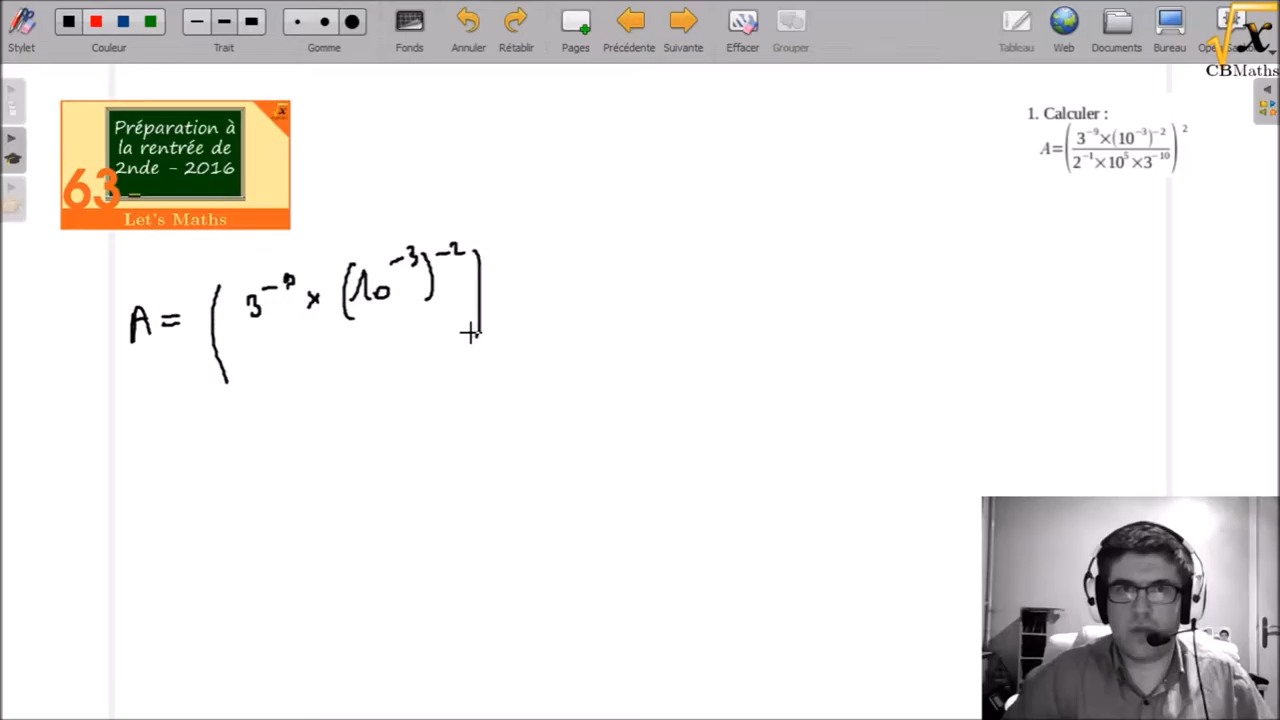 Stylet Couleur Trait Gomme Fonds Annuler Rétablir Pages Précédente Suivante Effacer Grouper Tableau Web Documents Bureau
CBMaths
Préparation à
la rentrée de
2nde - 2016
63
Let's Maths
1. Calculer :
A=(3⁻⁹×(10⁻³)⁻²
/2⁻¹×10⁵×3⁻¹⁰)²
A = ( 3⁻⁹ × (10⁻³)⁻² )